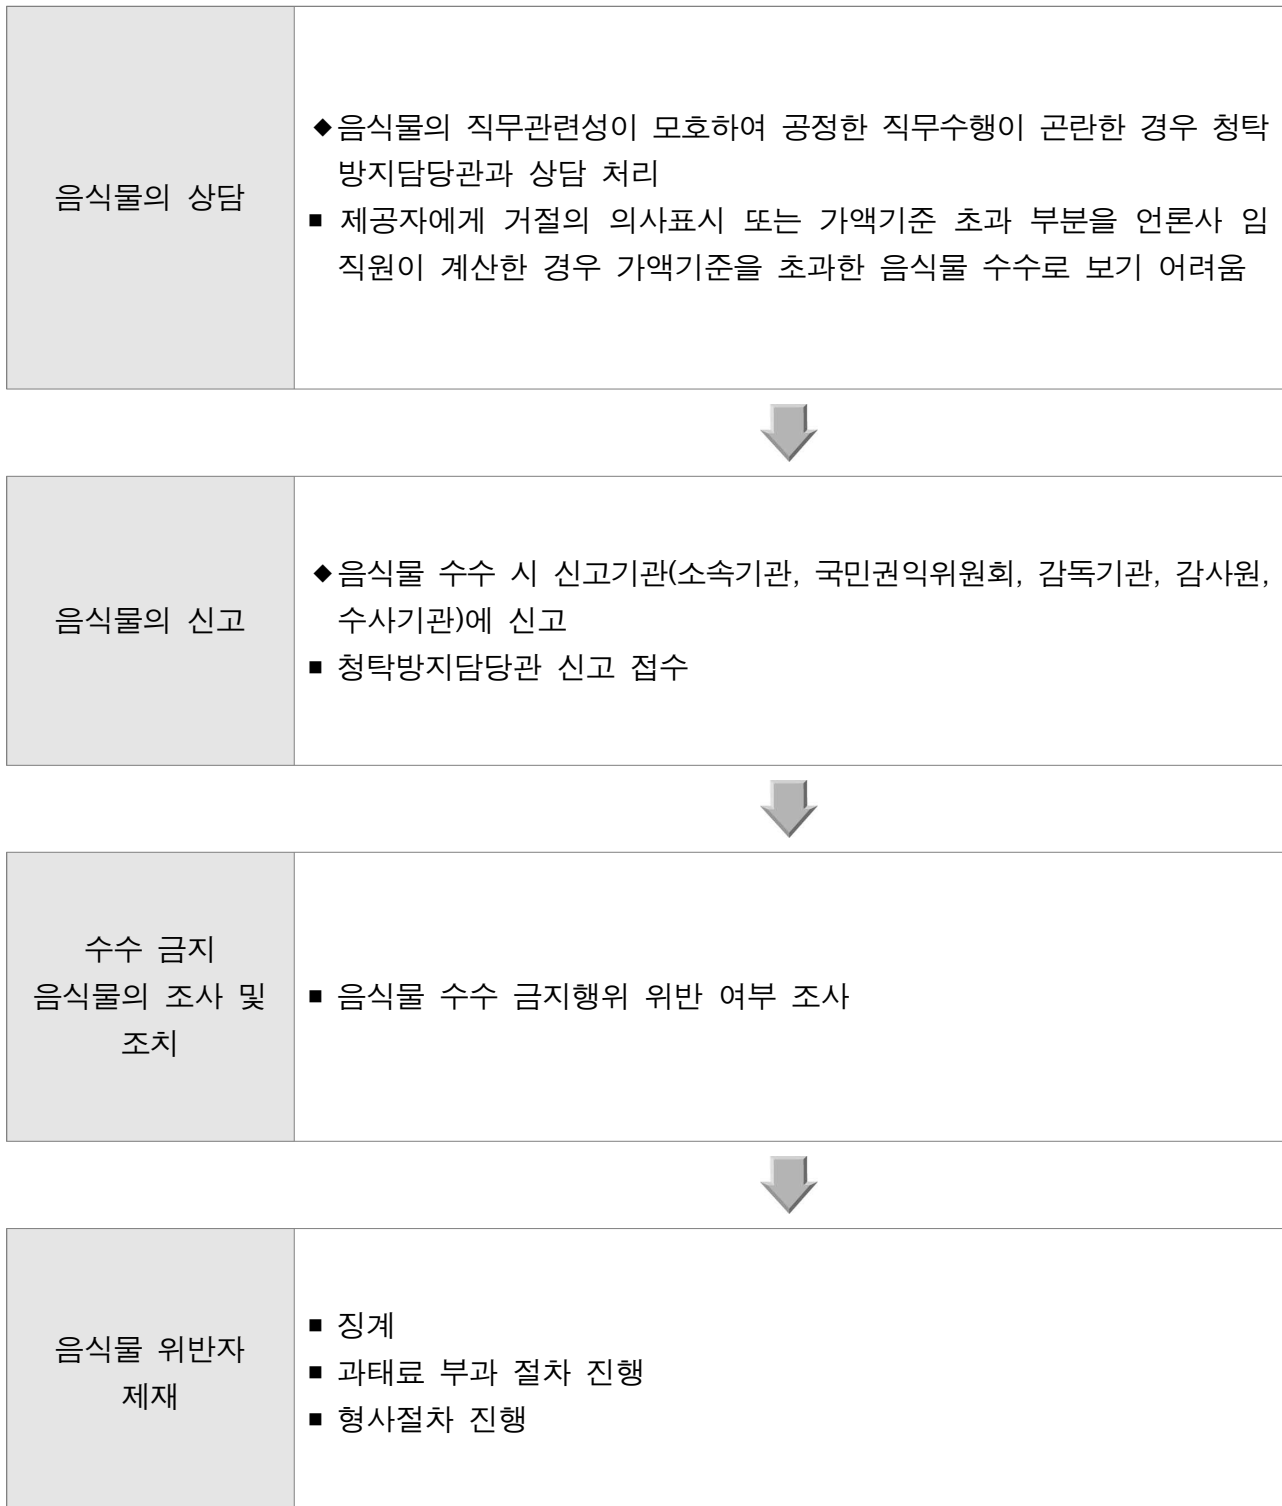 음식물의 상담
◆음식물의 직무관련성이 모호하여 공정한 직무수행이 곤란한 경우 청탁
방지담당관과 상담 처리
■ 제공자에게 거절의 의사표시 또는 가액기준 초과 부분을 언론사 임
직원이 계산한 경우 가액기준을 초과한 음식물 수수로 보기 어려움
음식물의 신고
◆음식물 수수 시 신고기관(소속기관, 국민권익위원회, 감독기관, 감사원,
수사기관)에 신고
■ 청탁방지담당관 신고 접수
수수 금지
음식물의 조사 및
조치
■ 음식물 수수 금지행위 위반 여부 조사
음식물 위반자
제재
■ 징계
■ 과태료 부과 절차 진행
■ 형사절차 진행